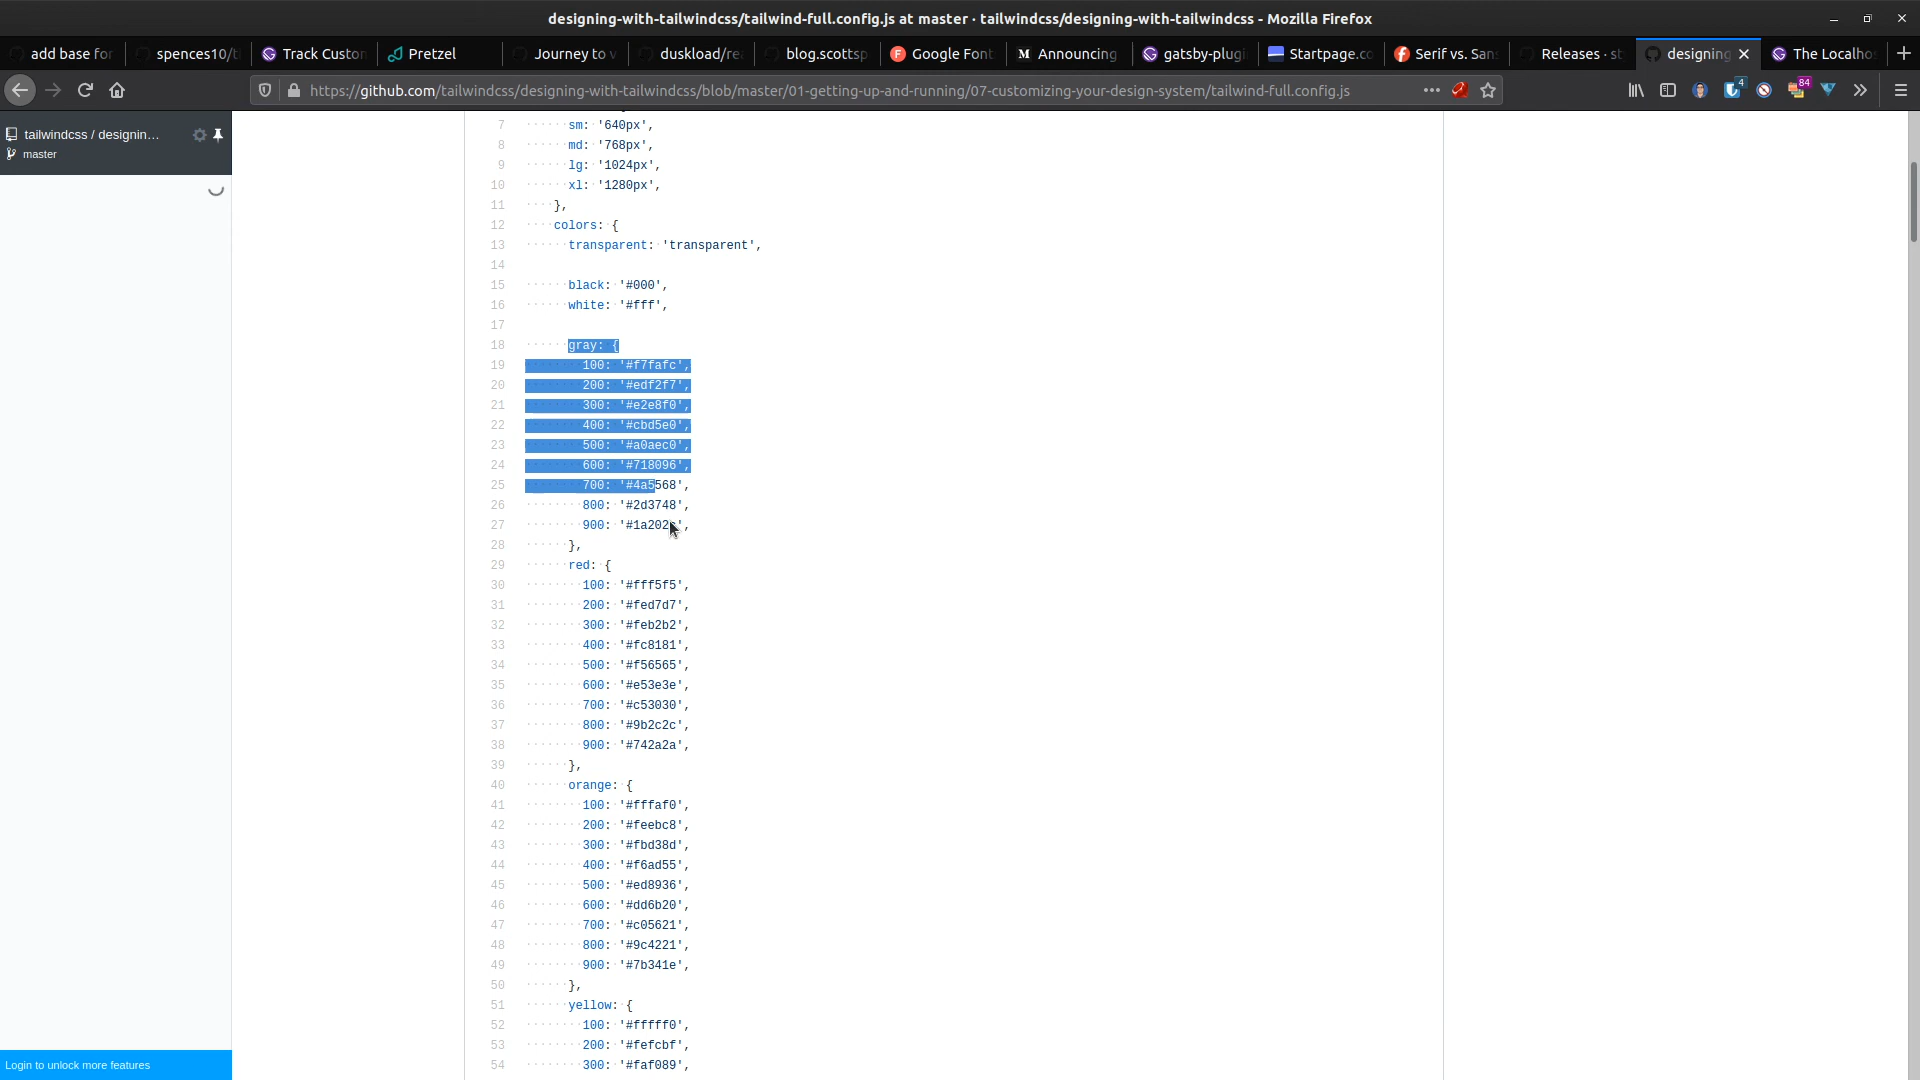 designing-with-tailwindcss/tailwind-full.config.js at master · tailwindcss/designing-with-tailwindcss - Mozilla Firefox
add base for
spences10/t
Track Custon
Pretzel
Journey to v
duskload/re
blog.scottsp
Google Font
Announcing
gatsby-plugi
Startpage.co
Serif vs. Sans
Releases · st
designing
The Localho
https://github.com/tailwindcss/designing-with-tailwindcss/blob/master/01-getting-up-and-running/07-customizing-your-design-system/tailwind-full.config.js
4
84
tailwindcss / designin...
master
7 sm: '640px',
8 md: '768px',
9 lg: '1024px',
10 xl: '1280px',
11 },
12 colors: {
13 transparent: 'transparent',
14
15 black: '#000',
16 white: '#fff',
17
18 gray: {
19 100: '#f7fafc',
20 200: '#edf2f7',
21 300: '#e2e8f0',
22 400: '#cbd5e0',
23 500: '#a0aec0',
24 600: '#718096',
25 700: '#4a5568',
26 800: '#2d3748',
27 900:
28 },
29 red: {
30 100: '#fff5f5',
31 200: '#fed7d7',
32 300: '#feb2b2',
33 400: '#fc8181',
34 500: '#f56565',
35 600: '#e53e3e',
36 700: '#c53030',
37 800: '#9b2c2c',
38 900: '#742a2a',
39 },
40 orange: {
41 100: '#fffaf0',
42 200: '#feebc8',
43 300: '#fbd38d',
44 400: '#f6ad55',
45 500: '#ed8936',
46 600: '#dd6b20',
47 700: '#c05621',
48 800: '#9c4221',
49 900: '#7b341e',
50 },
51 yellow: {
52 100: '#fffff0',
53 200: '#fefcbf',
54 300: '#faf089',
Login to unlock more features